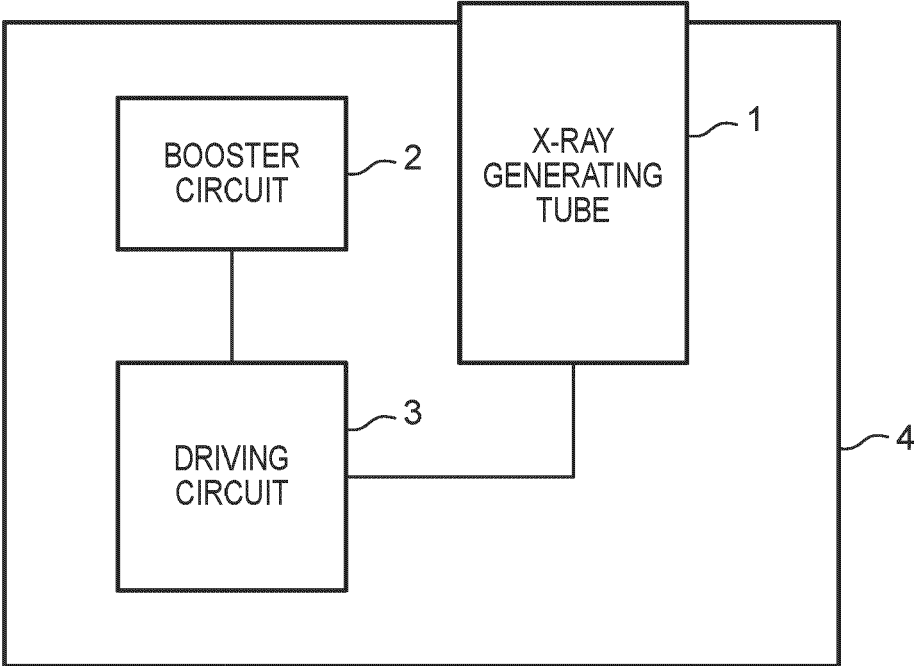 1
X-RAY
GENERATING
TUBE
BOOSTER
CIRCUIT
2
3
DRIVING
CIRCUIT
4